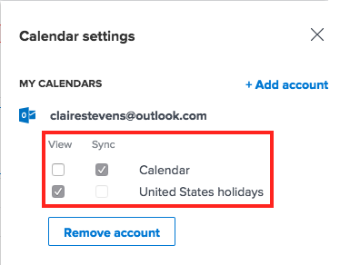 Calendar settings
MY CALENDARS + Add account
clairestevens@outlook.com
View Sync
Calendar
United States holidays
Remove account